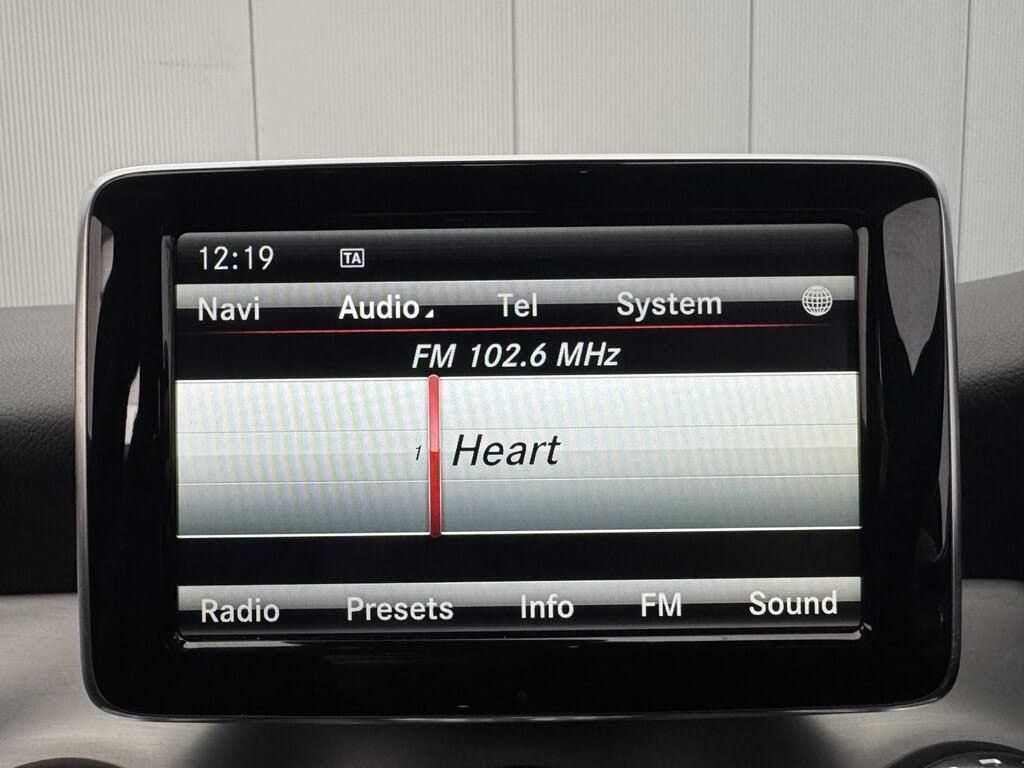 12:19 TA
Navi Audio Tel System
FM 102.6 MHz
1 Heart
Radio Presets Info FM Sound